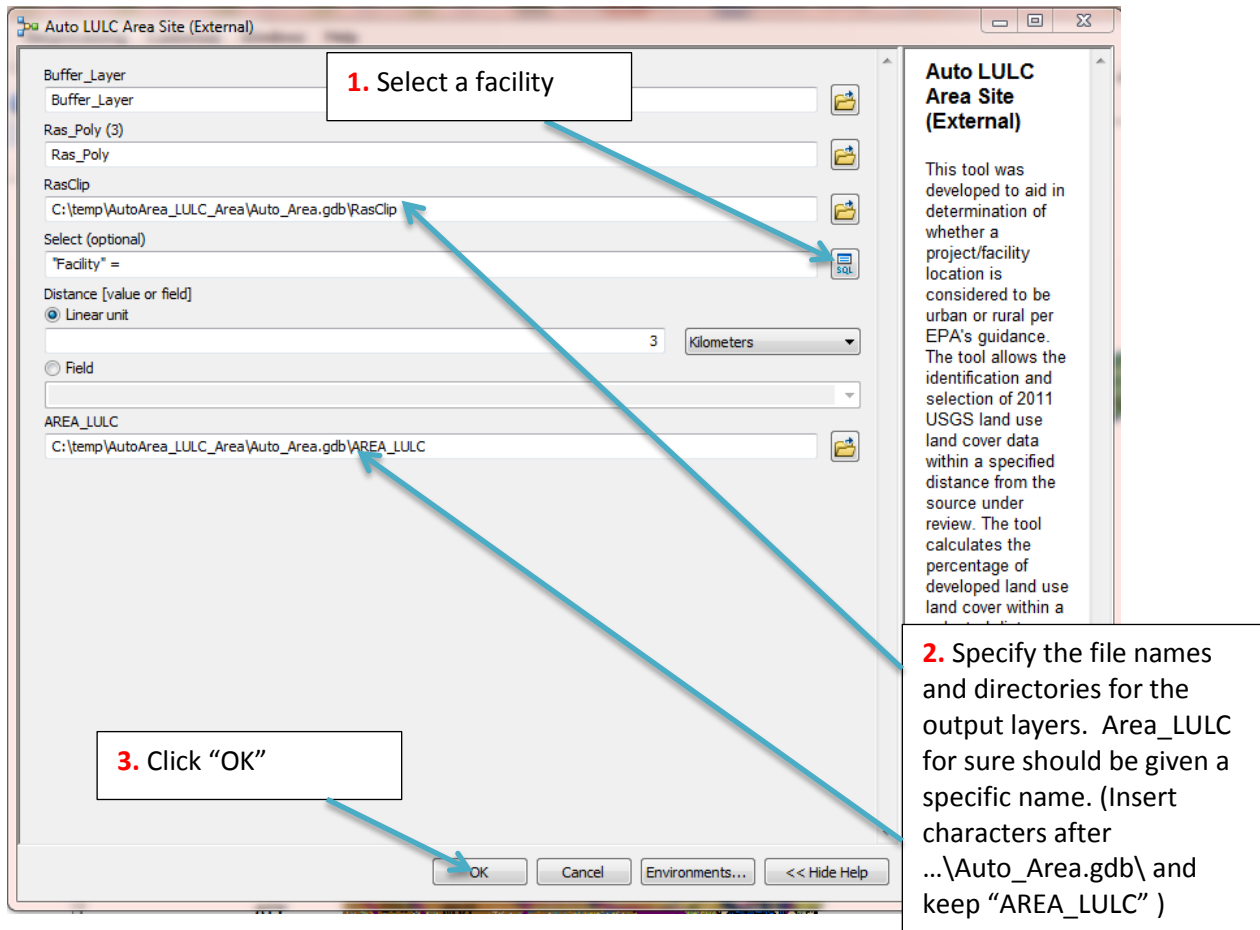 Auto LULC Area Site (External)
Buffer_Layer
Buffer_Layer
Ras_Poly (3)
Ras_Poly
RasClip
C:\temp\AutoArea_LULC_Area\Auto_Area.gdb\RasClip
Select (optional)
"Facility" =
SQL
Distance [value or field]
Linear unit
3 Kilometers
Field
AREA_LULC
C:\temp\AutoArea_LULC_Area\Auto_Area.gdb\AREA_LULC
1. Select a facility
3. Click “OK”
OK Cancel Environments... << Hide Help
Auto LULC
Area Site
(External)
This tool was
developed to aid in
determination of
whether a
project/facility
location is
considered to be
urban or rural per
EPA's guidance.
The tool allows the
identification and
selection of 2011
USGS land use
land cover data
within a specified
distance from the
source under
review. The tool
calculates the
percentage of
developed land use
land cover within a
2. Specify the file names
and directories for the
output layers. Area_LULC
for sure should be given a
specific name. (Insert
characters after
…\Auto_Area.gdb\ and
keep “AREA_LULC” )